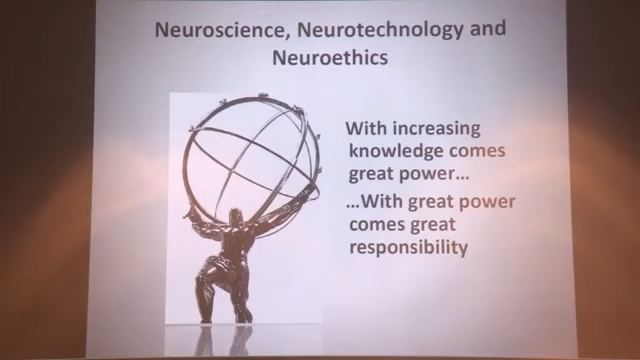 Neuroscience, Neurotechnology and
Neuroethics
With increasing
knowledge comes
great power…
…With great power
comes great
responsibility